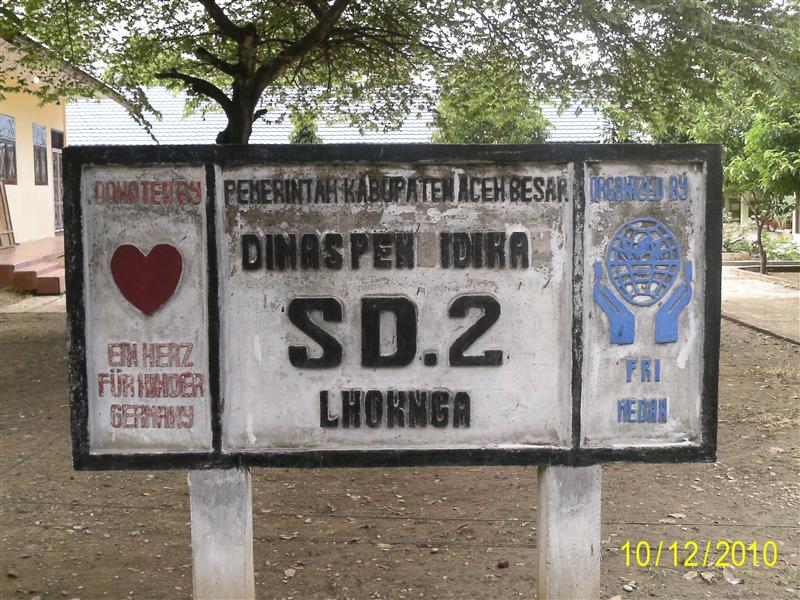 DONATED BY
EIN HERZ
FÜR KINDER
GERMANY
PEMERINTAH KABUPATEN ACEH BESAR
DINAS PEN IDIKA
SD.2
LHOKNGA
ORGANIZED BY
FRI
MEDAN
10/12/2010